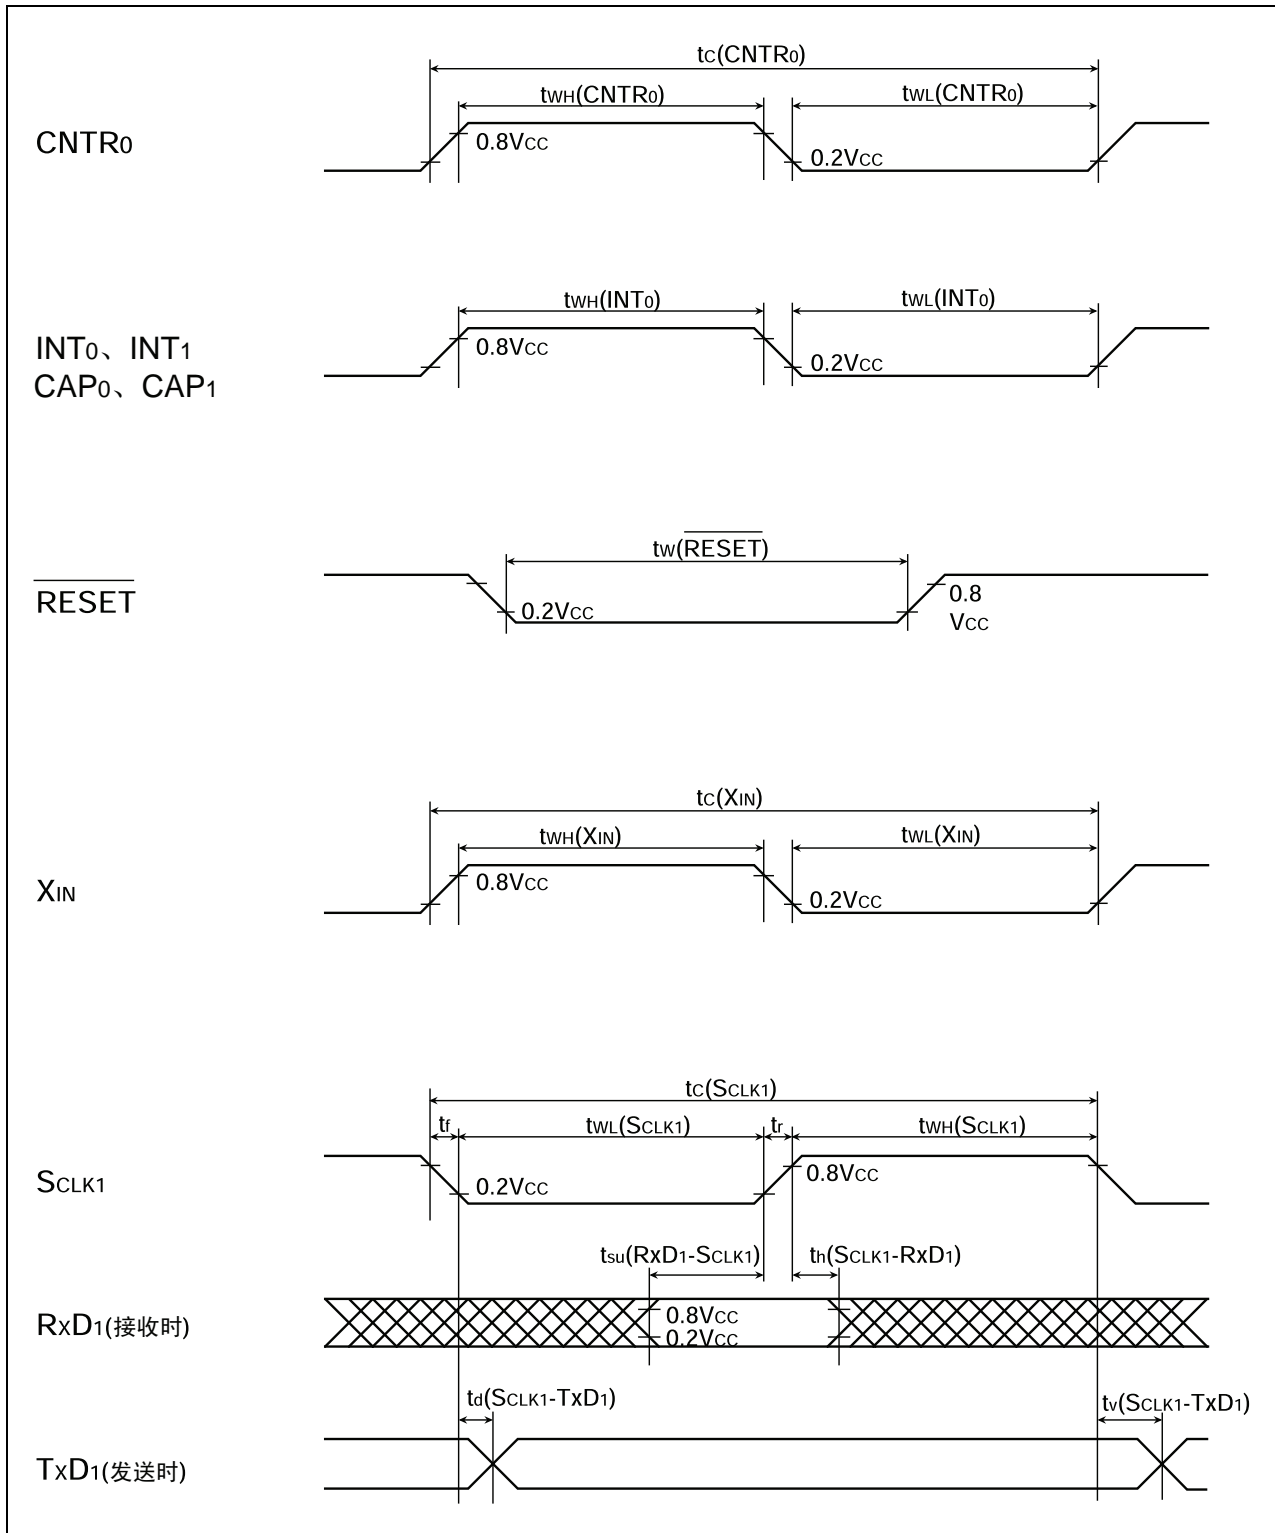 tC(CNTR0)
tWH(CNTR0)
tWL(CNTR0)
CNTR0
0.8VCC
0.2VCC
tWH(INT0)
tWL(INT0)
INT0、INT1
CAP0、CAP1
0.8VCC
0.2VCC
tW(RESET)
RESET
0.2VCC
0.8
VCC
tC(XIN)
tWH(XIN)
tWL(XIN)
XIN
0.8VCC
0.2VCC
tC(SCLK1)
tf
tWL(SCLK1)
tr
tWH(SCLK1)
SCLK1
0.2VCC
0.8VCC
tsu(RxD1-SCLK1)
th(SCLK1-RxD1)
RXD1(接收时)
0.8VCC
0.2VCC
td(SCLK1-TxD1)
tv(SCLK1-TxD1)
TXD1(发送时)